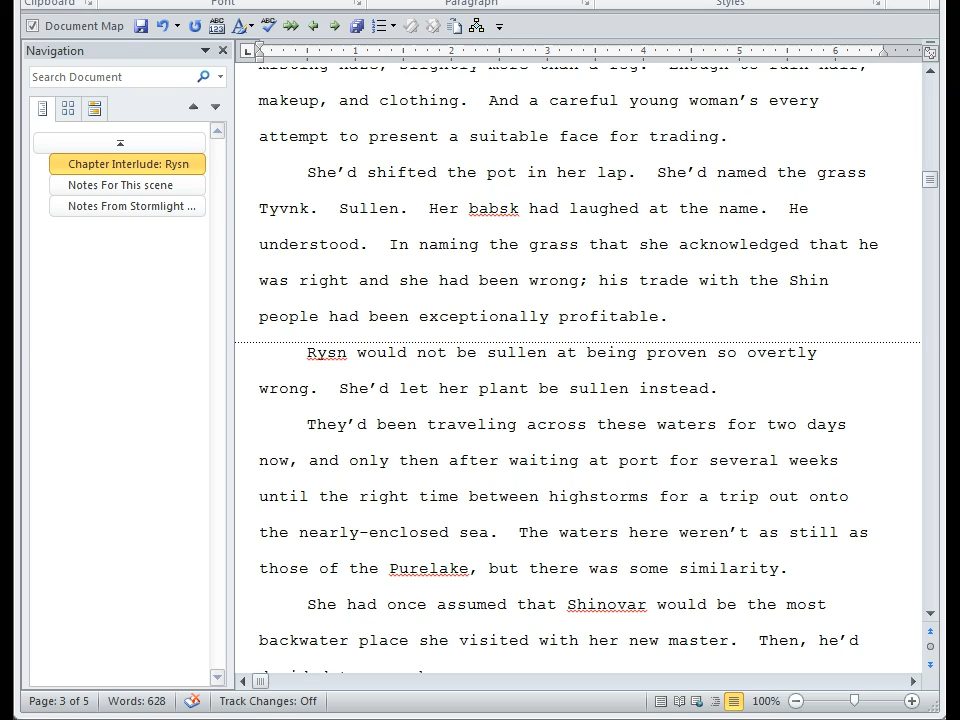 Clipboard Font Paragraph Styles
Document Map
Navigation
Search Document
Chapter Interlude: Rysn
Notes For This scene
Notes From Stormlight ...
1 2 3 4 5 6
makeup, and clothing.  And a careful young woman's every
attempt to present a suitable face for trading.
She'd shifted the pot in her lap.  She'd named the grass
Tyvnk.  Sullen.  Her babsk had laughed at the name.  He
understood.  In naming the grass that she acknowledged that he
was right and she had been wrong; his trade with the Shin
people had been exceptionally profitable.
Rysn would not be sullen at being proven so overtly
wrong.  She'd let her plant be sullen instead.
They'd been traveling across these waters for two days
now, and only then after waiting at port for several weeks
until the right time between highstorms for a trip out onto
the nearly-enclosed sea.  The waters here weren't as still as
those of the Purelake, but there was some similarity.
She had once assumed that Shinovar would be the most
backwater place she visited with her new master.  Then, he'd
Page: 3 of 5 Words: 628 Track Changes: Off 100%